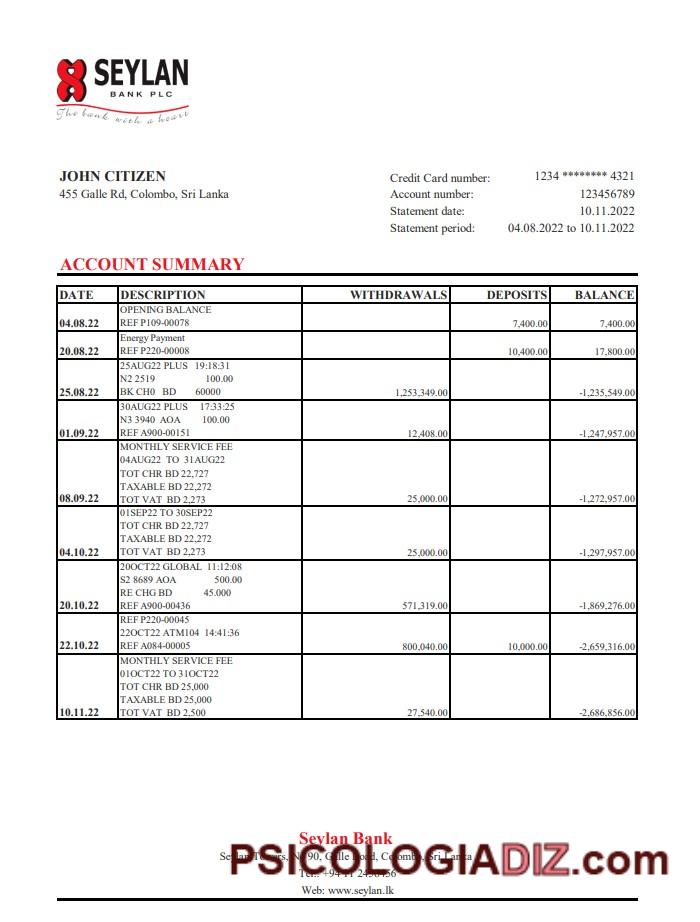 SEYLAN
BANK PLC
The bank with a heart
JOHN CITIZEN
455 Galle Rd, Colombo, Sri Lanka
Credit Card number: 1234 ******** 4321
Account number: 123456789
Statement date: 10.11.2022
Statement period: 04.08.2022 to 10.11.2022
ACCOUNT SUMMARY
DATE DESCRIPTION WITHDRAWALS DEPOSITS BALANCE
OPENING BALANCE
04.08.22 REF P109-00078 7,400.00 7,400.00
Energy Payment
20.08.22 REF P220-00008 10,400.00 17,800.00
25AUG22 PLUS 19:18:31
N2 2519 100.00
25.08.22 BK CH0 BD 60000 1,253,349.00 -1,235,549.00
30AUG22 PLUS 17:33:25
N3 3940 AOA 100.00
01.09.22 REF A900-00151 12,408.00 -1,247,957.00
MONTHLY SERVICE FEE
04AUG22 TO 31AUG22
TOT CHR BD 22,727
TAXABLE BD 22,272
08.09.22 TOT VAT BD 2,273 25,000.00 -1,272,957.00
01SEP22 TO 30SEP22
TOT CHR BD 22,727
TAXABLE BD 22,272
04.10.22 TOT VAT BD 2,273 25,000.00 -1,297,957.00
20OCT22 GLOBAL 11:12:08
S2 8689 AOA 500.00
RE CHG BD 45.000
20.10.22 REF A900-00436 571,319.00 -1,869,276.00
REF P220-00045
22OCT22 ATM104 14:41:36
22.10.22 REF A084-00005 800,040.00 10,000.00 -2,659,316.00
MONTHLY SERVICE FEE
01OCT22 TO 31OCT22
TOT CHR BD 25,000
TAXABLE BD 25,000
10.11.22 TOT VAT BD 2,500 27,540.00 -2,686,856.00
Seylan Bank
Seylan Towers, No 90, Galle Road, Colombo, Sri Lanka
PSICOLOGIADIZ.com
Tel.: +94 11 2456456
Web: www.seylan.lk